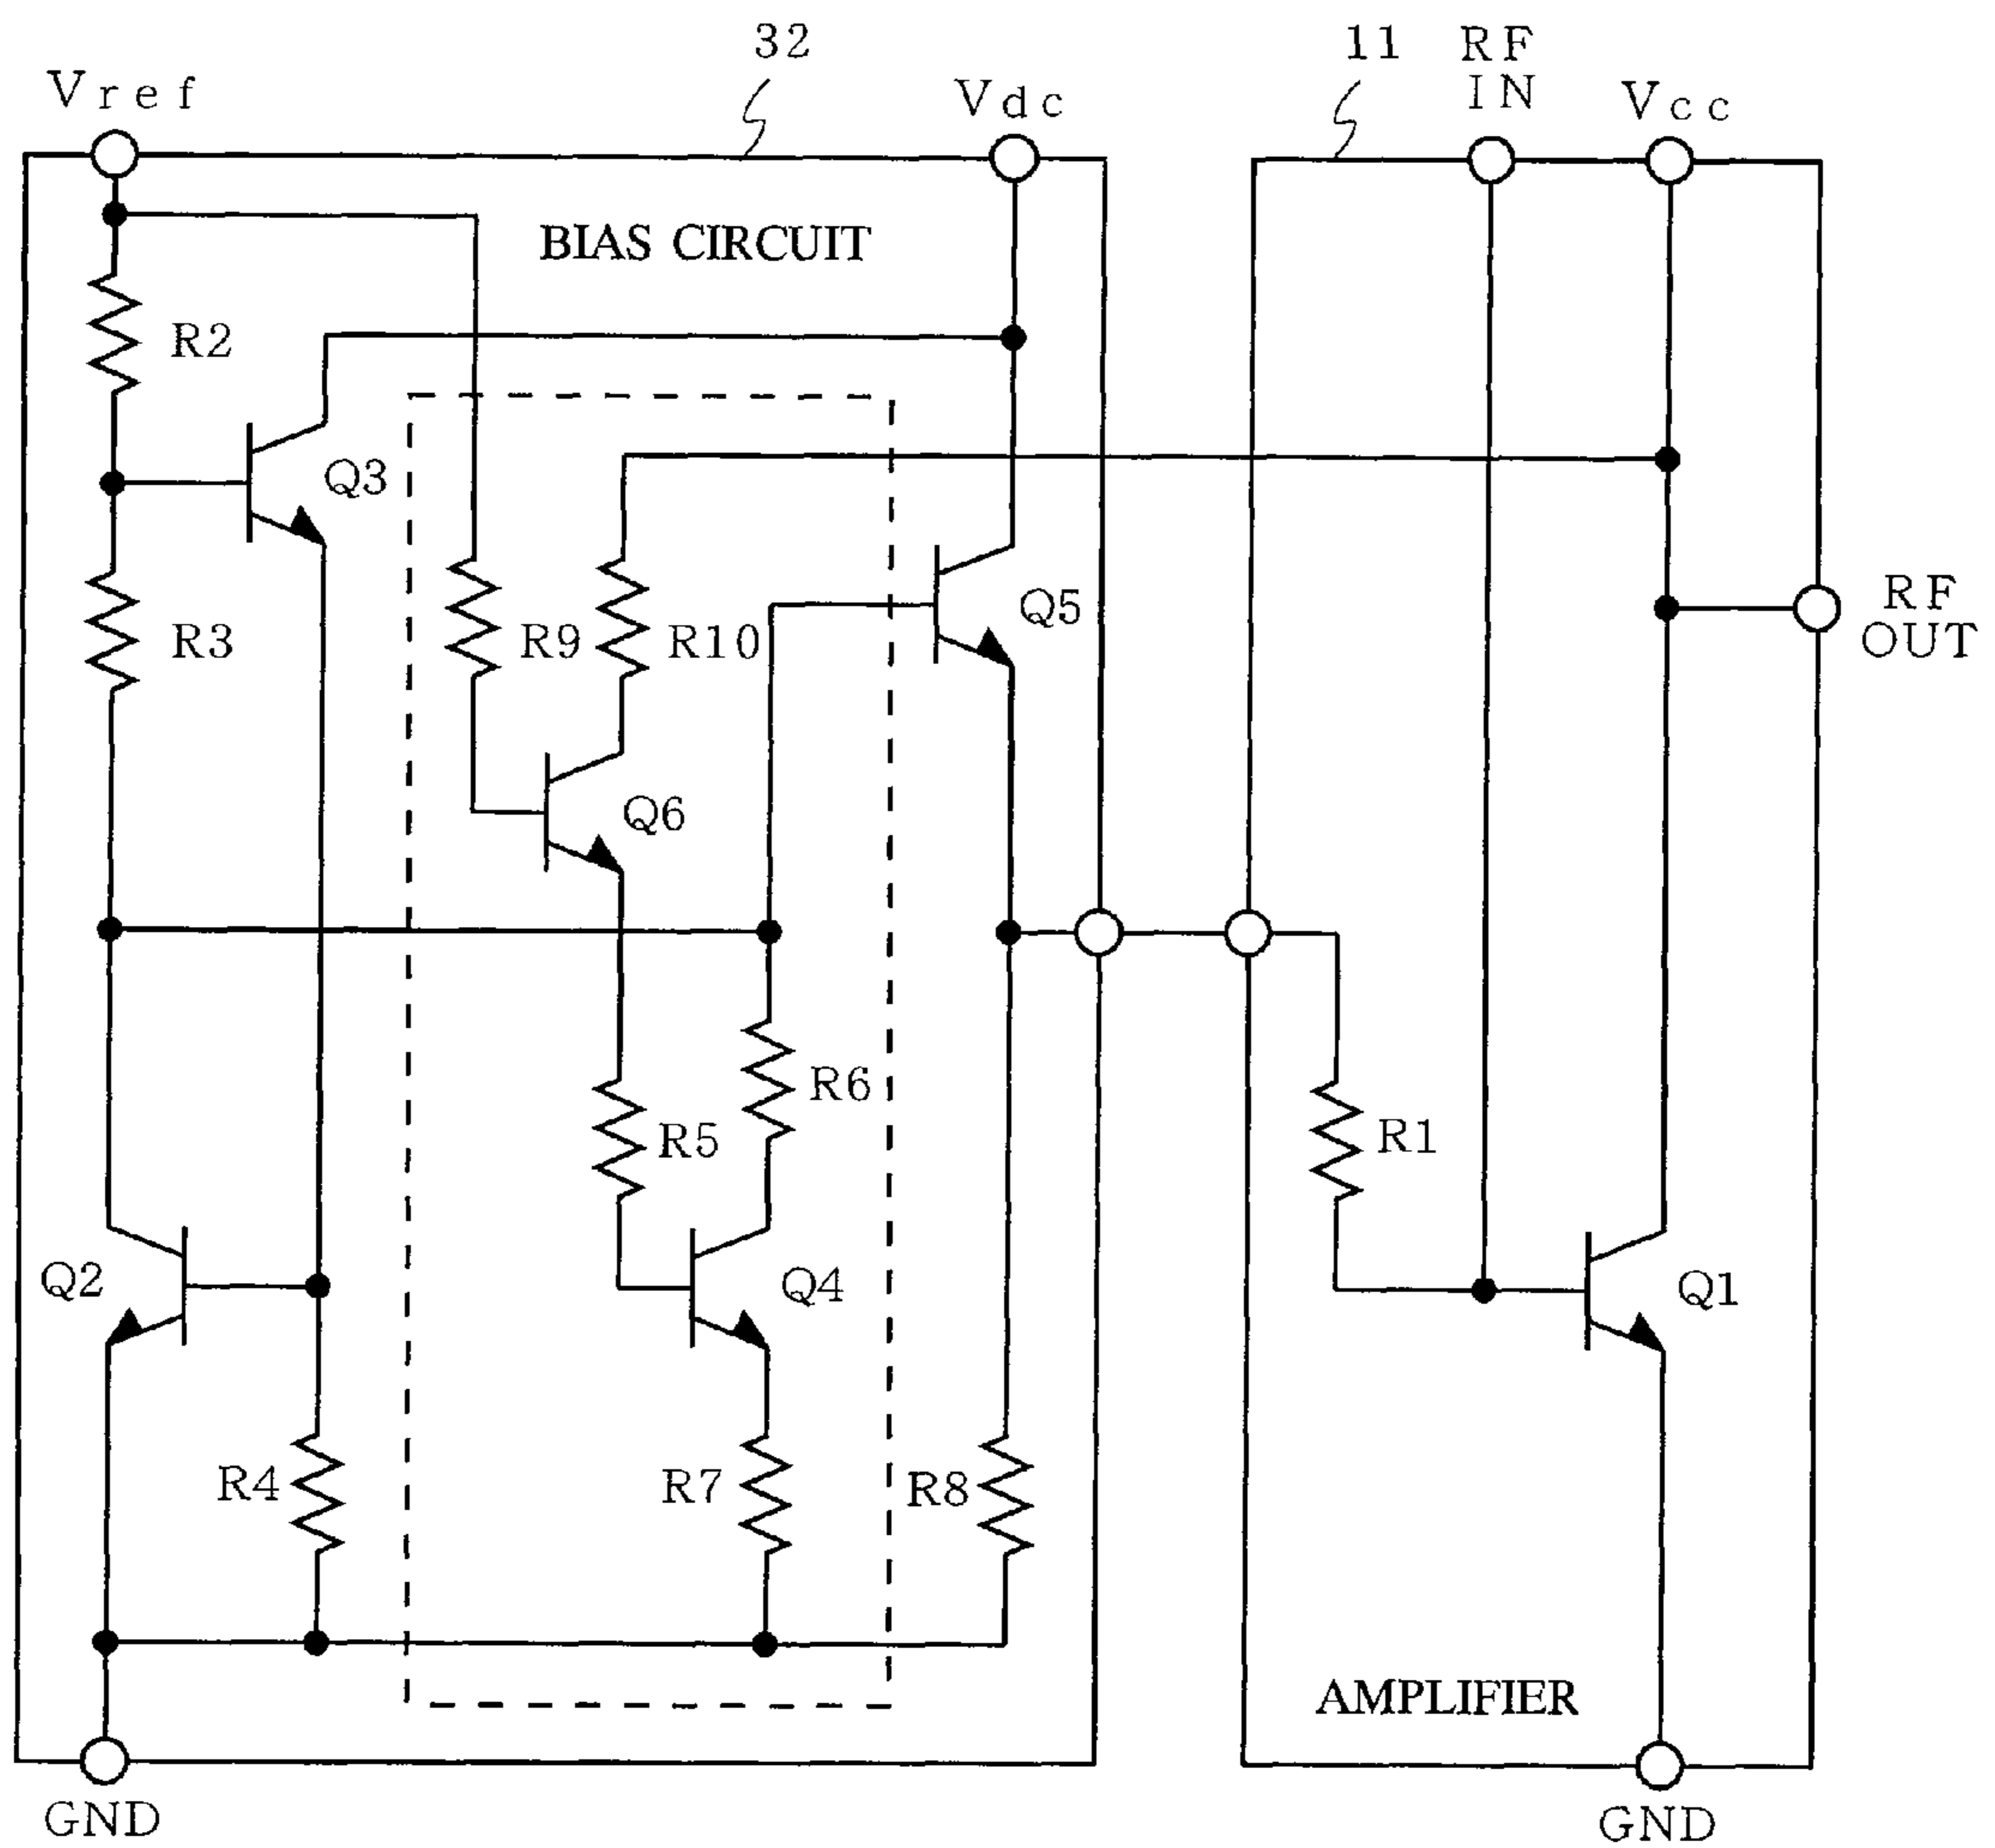 32
11
RF
IN
Vref
Vdc
Vcc
BIAS CIRCUIT
R2
Q3
Q5
RF
OUT
R3
R9
R10
Q6
R6
R5
R1
Q2
Q4
Q1
R4
R7
R8
AMPLIFIER
GND
GND